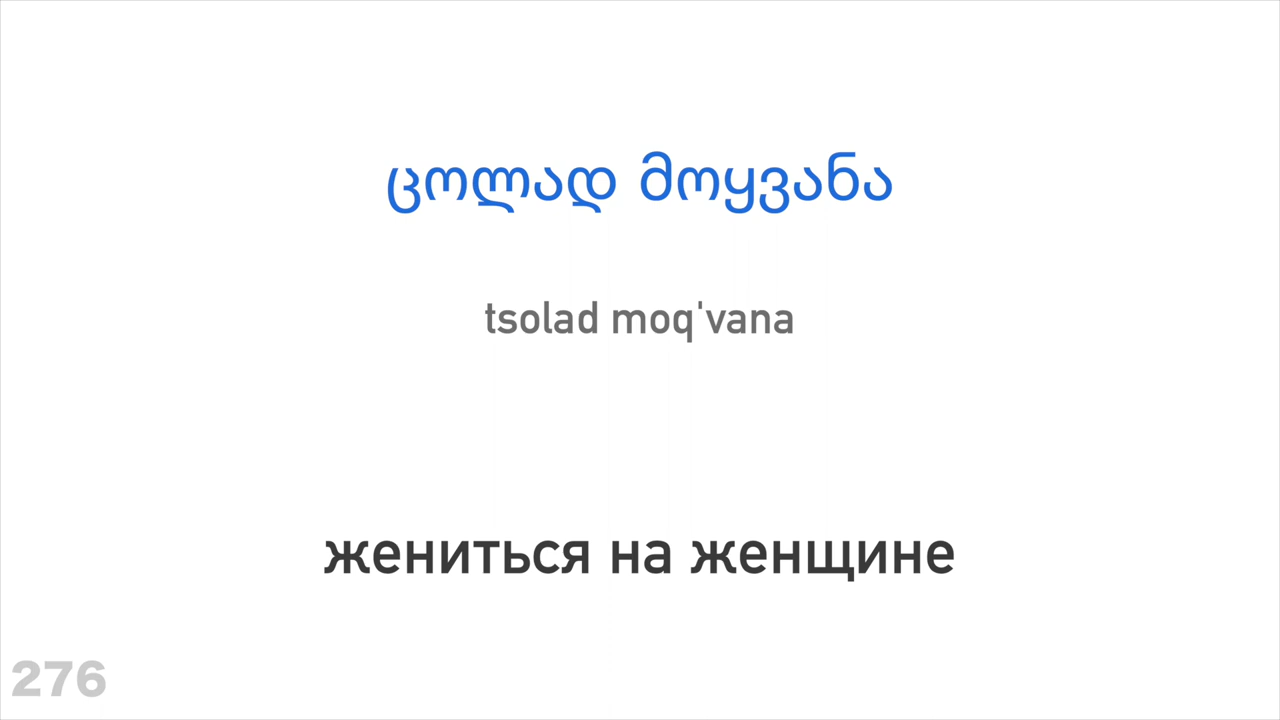 ცოლად მოყვანა
tsolad moq'vana
жениться на женщине
276